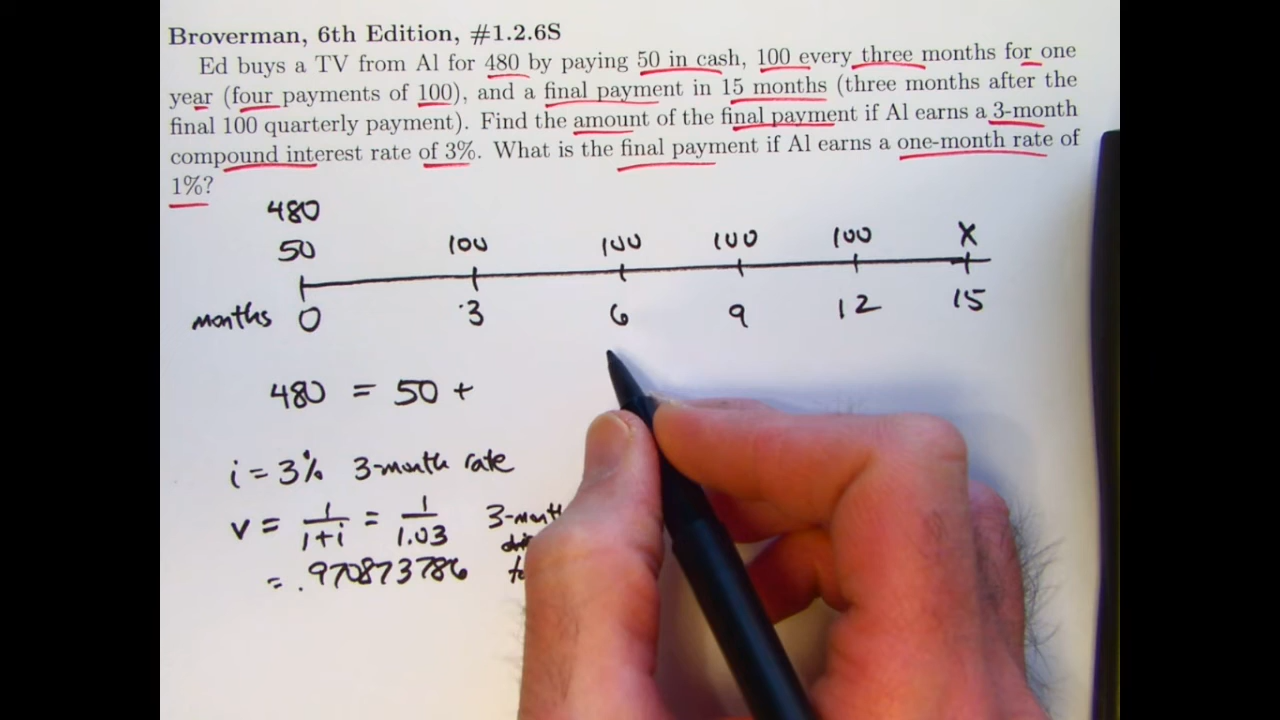 Broverman, 6th Edition, #1.2.6S
Ed buys a TV from Al for 480 by paying 50 in cash, 100 every three months for one
year (four payments of 100), and a final payment in 15 months (three months after the
final 100 quarterly payment). Find the amount of the final payment if Al earns a 3-month
compound interest rate of 3%. What is the final payment if Al earns a one-month rate of
1%?
480
50 100 100 100 100 X
months 0 3 6 9 12 15
480 = 50 +
i = 3% 3-month rate
v = 1/1+i = 1/1.03 3-month
= .970873786